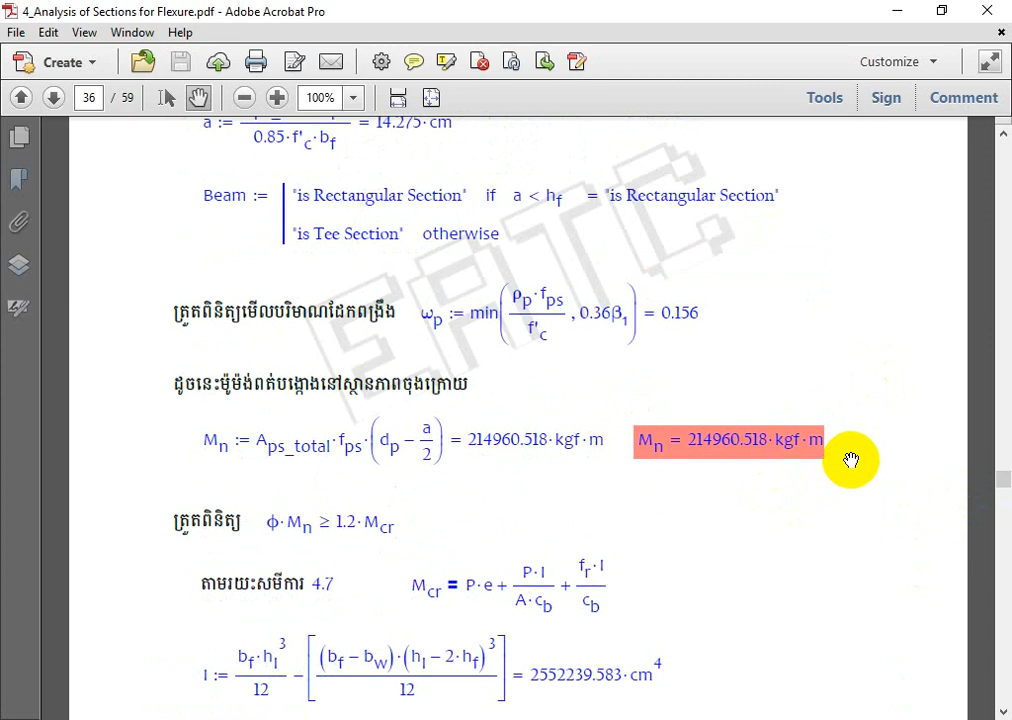 4_Analysis of Sections for Flexure.pdf - Adobe Acrobat Pro
File Edit View Window Help
Create Customize
36 / 59 100% Tools Sign Comment
a := 0.85·f'c·bf = 14.275·cm
Beam := "is Rectangular Section" if a < hf = "is Rectangular Section"
"is Tee Section" otherwise
ត្រួតពិនិត្យមើលបរិមាណដែកពង្រឹង ωp := min(ρp·fps / f'c , 0.36β1) = 0.156
ដូចនេះម៉ូម៉ង់ពត់បង្កោងនៅស្ថានភាពចុងក្រោយ
Mn := Aps_total·fps·(dp − a/2) = 214960.518·kgf·m Mn = 214960.518·kgf·m
ត្រួតពិនិត្យ ϕ·Mn ≥ 1.2·Mcr
តាមរយះសមីការ 4.7 Mcr = P·e + P·I / A·cb + fr·I / cb
I := bf·hl³ / 12 − [(bf − bw)·(hl − 2·hf)³ / 12] = 2552239.583·cm⁴